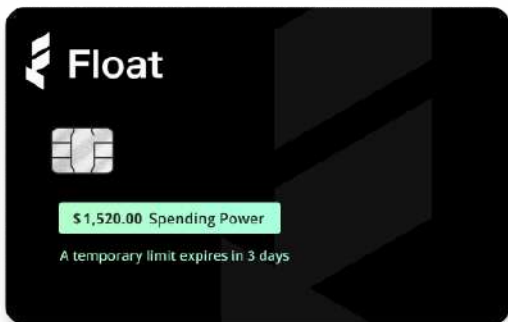 Float
$1,520.00 Spending Power
A temporary limit expires in 3 days